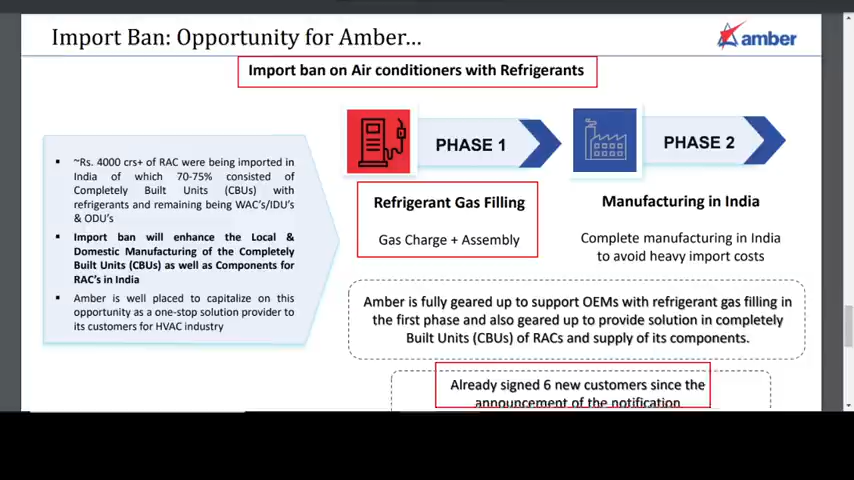 Import Ban: Opportunity for Amber...
amber
Import ban on Air conditioners with Refrigerants
▪ ~Rs. 4000 crs+ of RAC were being imported in
India of which 70-75% consisted of
Completely Built Units (CBUs) with
refrigerants and remaining being WAC's/IDU's
& ODU's
▪ Import ban will enhance the Local &
Domestic Manufacturing of the Completely
Built Units (CBUs) as well as Components for
RAC's in India
▪ Amber is well placed to capitalize on this
opportunity as a one-stop solution provider to
its customers for HVAC industry
PHASE 1
Refrigerant Gas Filling
Gas Charge + Assembly
PHASE 2
Manufacturing in India
Complete manufacturing in India
to avoid heavy import costs
Amber is fully geared up to support OEMs with refrigerant gas filling in
the first phase and also geared up to provide solution in completely
Built Units (CBUs) of RACs and supply of its components.
Already signed 6 new customers since the
announcement of the notification